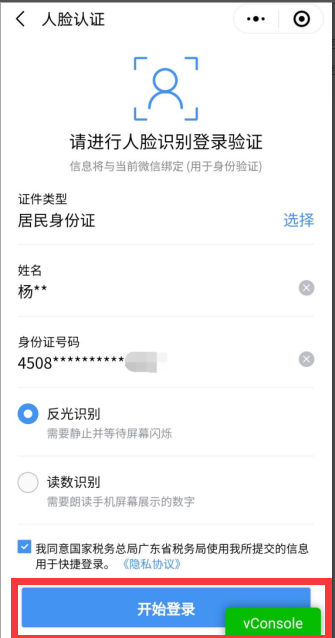 人脸认证
请进行人脸识别登录验证
信息将与当前微信绑定 (用于身份验证)
证件类型
居民身份证
选择
姓名
杨**
身份证号码
4508**********
反光识别
需要静止并等待屏幕闪烁
读数识别
需要朗读手机屏幕展示的数字
我同意国家税务总局广东省税务局使用我所提交的信息
用于快捷登录。《隐私协议》
开始登录
vConsole